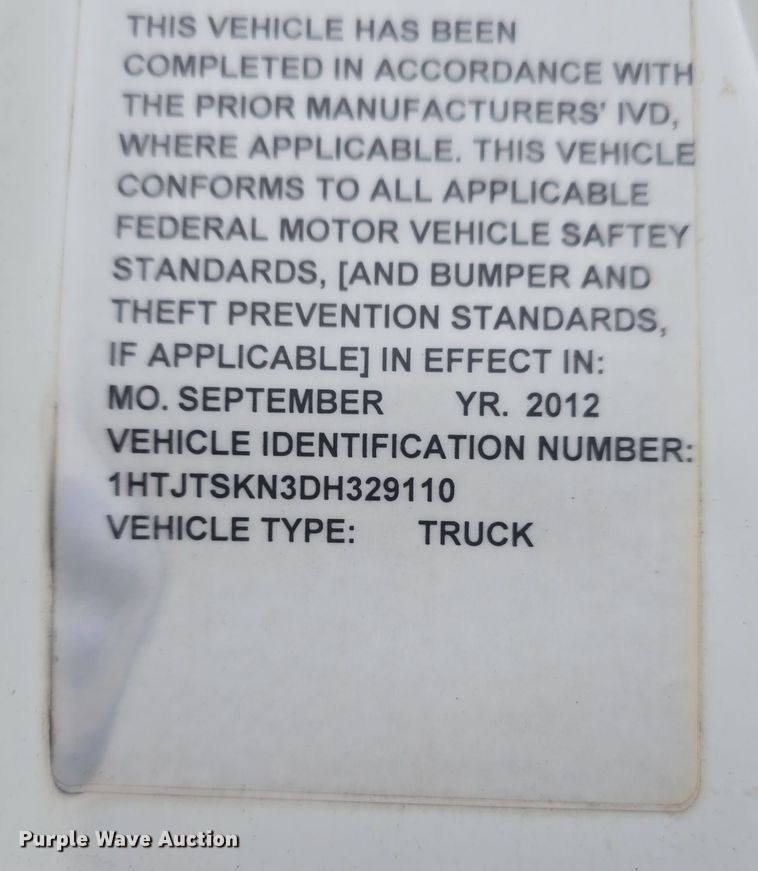 THIS VEHICLE HAS BEEN
COMPLETED IN ACCORDANCE WITH
THE PRIOR MANUFACTURERS' IVD,
WHERE APPLICABLE. THIS VEHICLE
CONFORMS TO ALL APPLICABLE
FEDERAL MOTOR VEHICLE SAFTEY
STANDARDS, [AND BUMPER AND
THEFT PREVENTION STANDARDS,
IF APPLICABLE] IN EFFECT IN:
MO. SEPTEMBER YR. 2012
VEHICLE IDENTIFICATION NUMBER:
1HTJTSKN3DH329110
VEHICLE TYPE: TRUCK
Purple Wave Auction